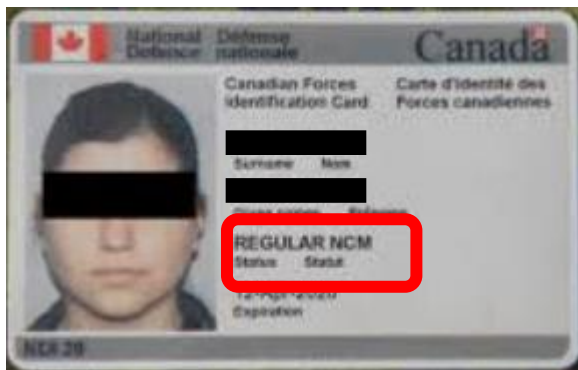 National Défense
Defence nationale
Canada
Canadian Forces Carte d'identité des
Identification Card Forces canadiennes
Surname Nom
REGULAR NCM
Status Statut
Expiration
NDI 20